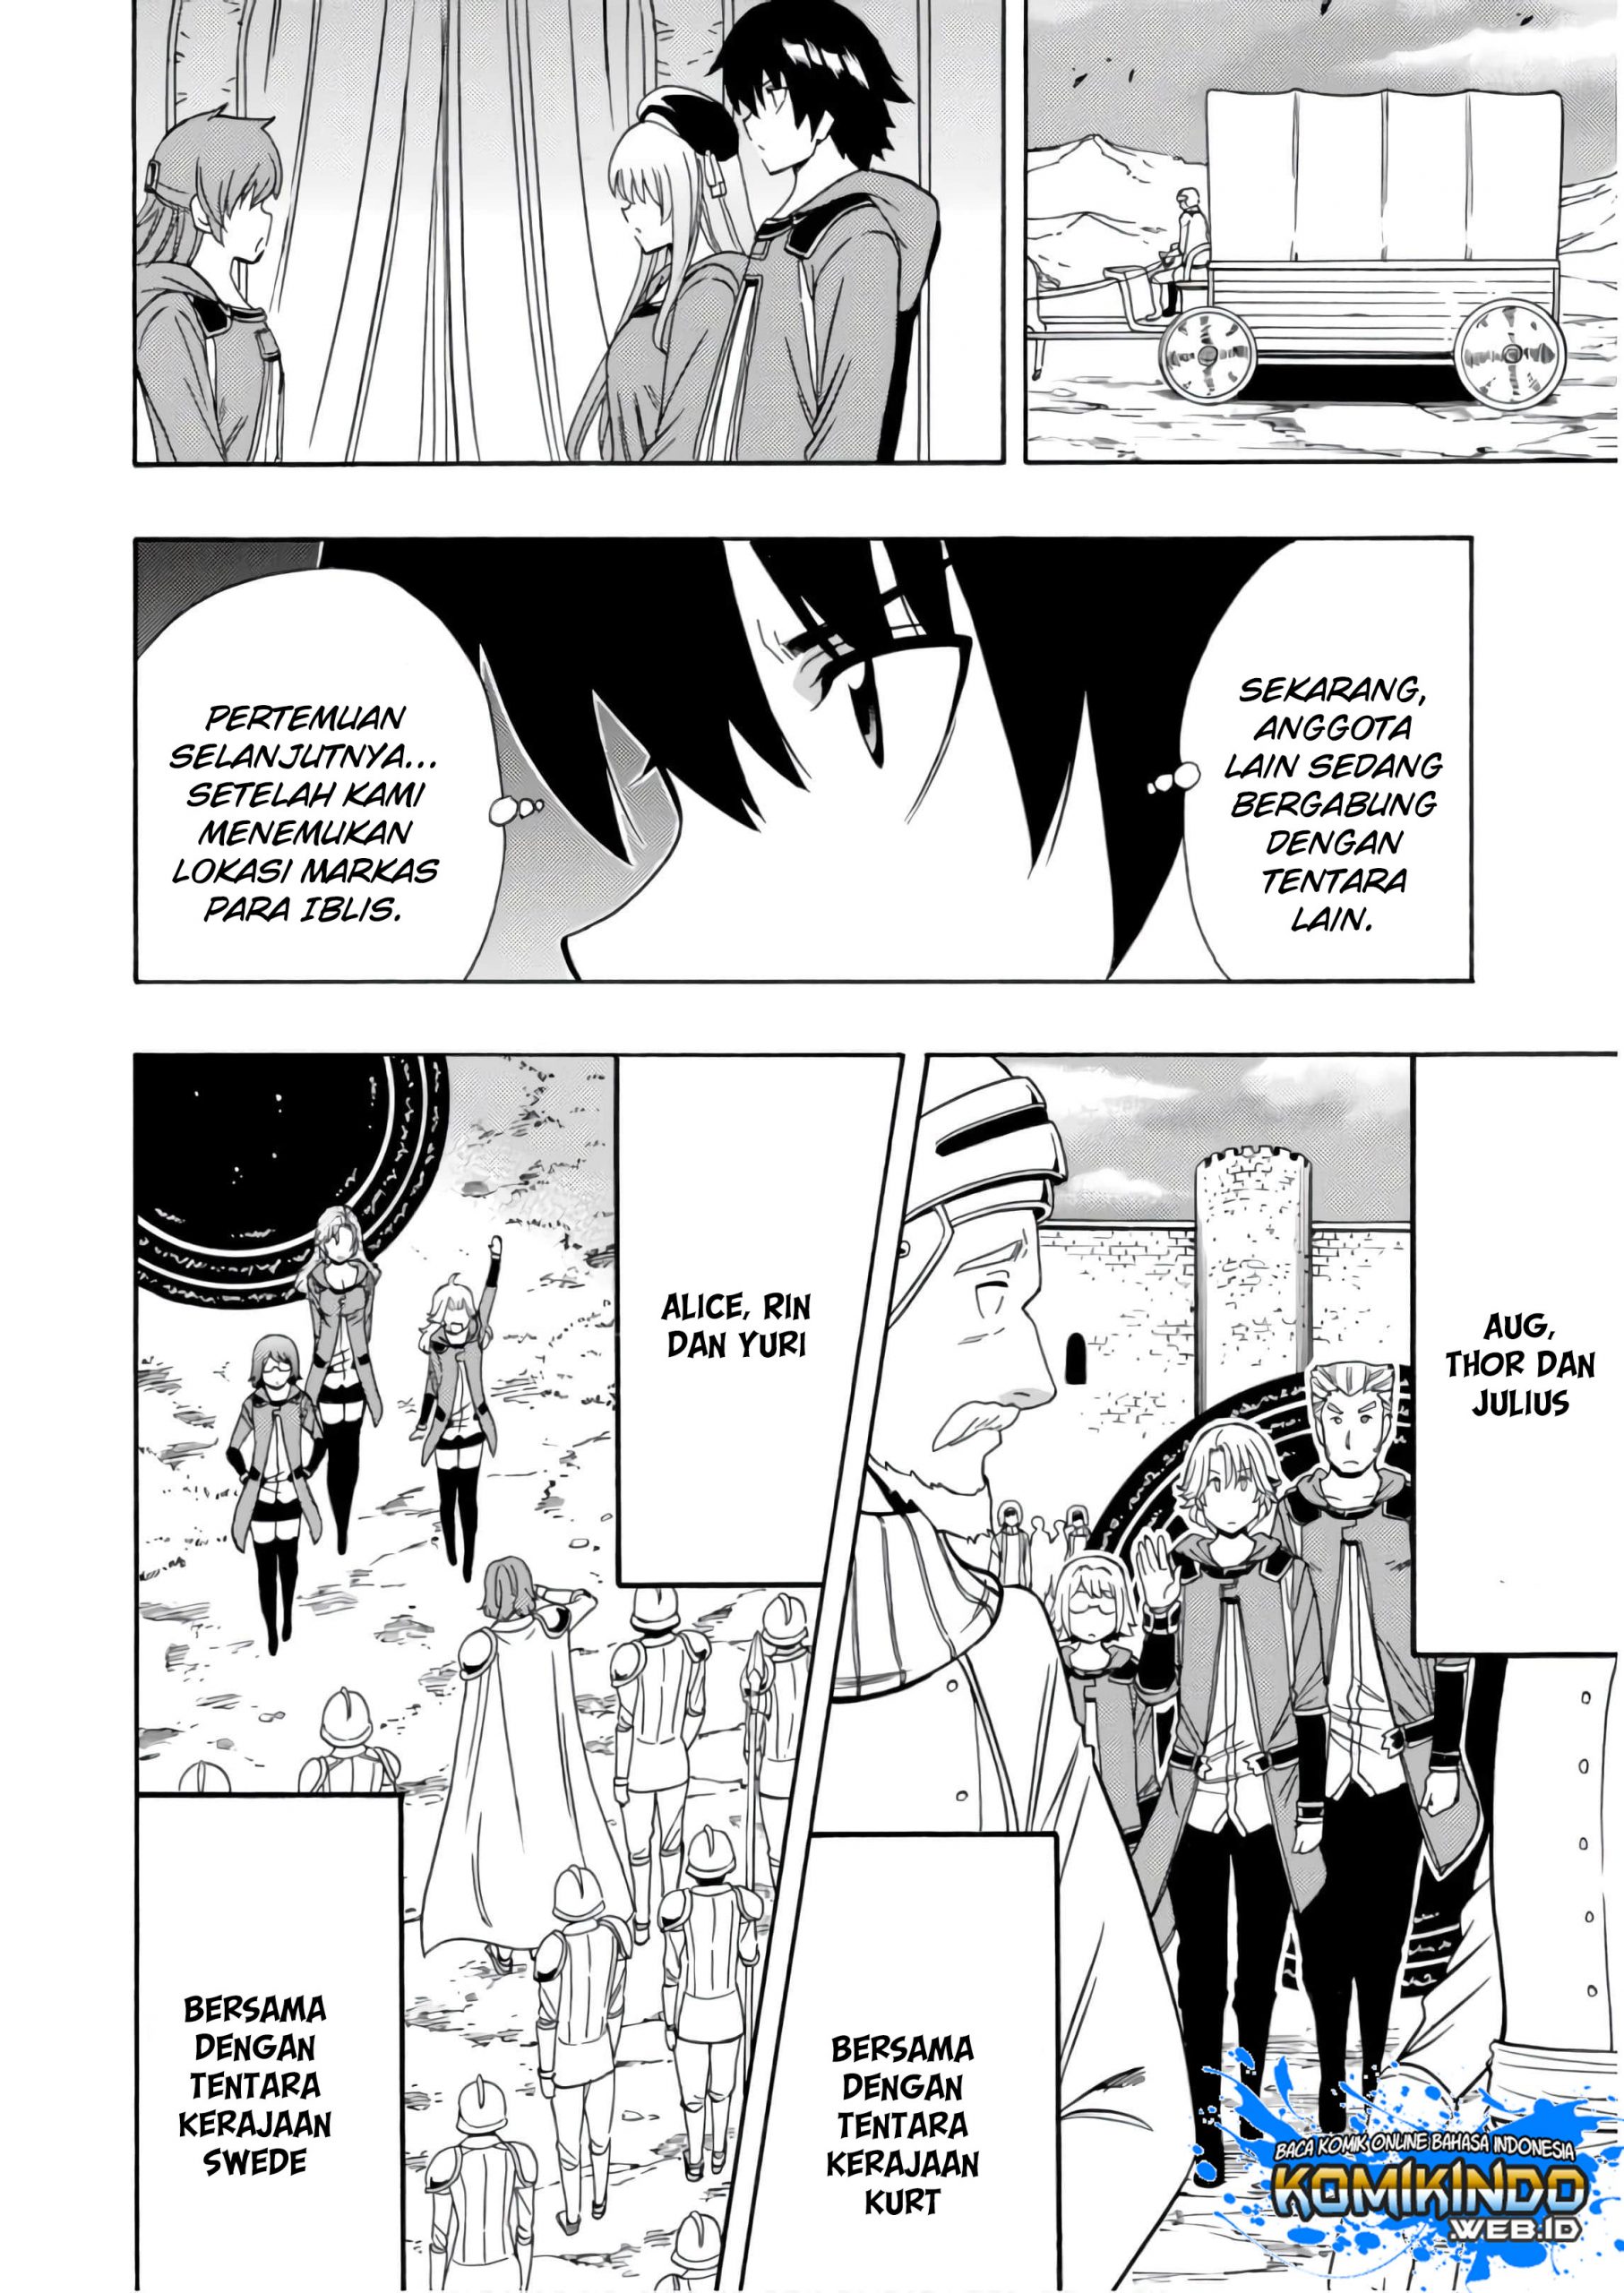 SEKARANG,
ANGGOTA
LAIN SEDANG
BERGABUNG
DENGAN
TENTARA
LAIN.
PERTEMUAN
SELANJUTNYA...
SETELAH KAMI
MENEMUKAN
LOKASI MARKAS
PARA IBLIS.
AUG,
THOR DAN
JULIUS
BERSAMA
DENGAN
TENTARA
KERAJAAN
KURT
ALICE, RIN
DAN YURI
BERSAMA
DENGAN
TENTARA
KERAJAAN
SWEDE
BACA KOMIK ONLINE BAHASA INDONESIA
KOMIKINDO
.WEB.ID